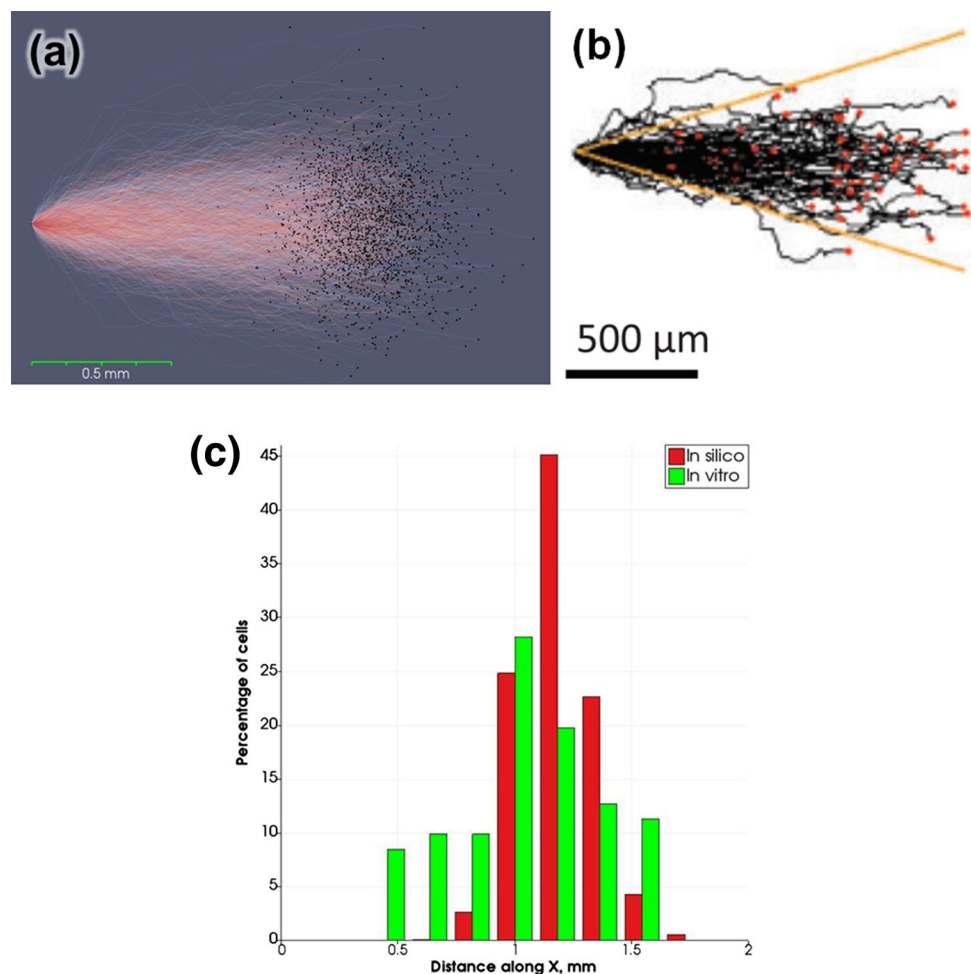 (a)
0.5 mm
(b)
500 μm
(c)
In silico
In vitro
Percentage of cells
45
40
35
30
25
20
15
10
5
0
0
0.5
1
1.5
2
Distance along X, mm